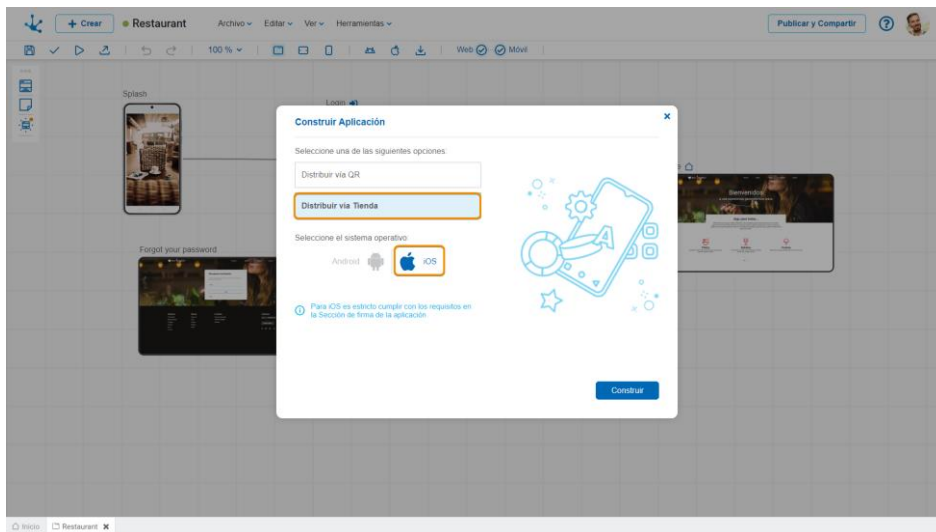 + Crear
Restaurant
Archivo
Editar
Ver
Herramientas
Publicar y Compartir
?
100 %
Web
Móvil
Splash
Login
Construir Aplicación
Seleccione una de las siguientes opciones:
Distribuir vía QR
Distribuir vía Tienda
Seleccione el sistema operativo
Android
iOS
Para iOS es estricto cumplir con los requisitos en
la Sección de firma de la aplicación
Construir
Bienvenidos
Forgot your password
Inicio
Restaurant